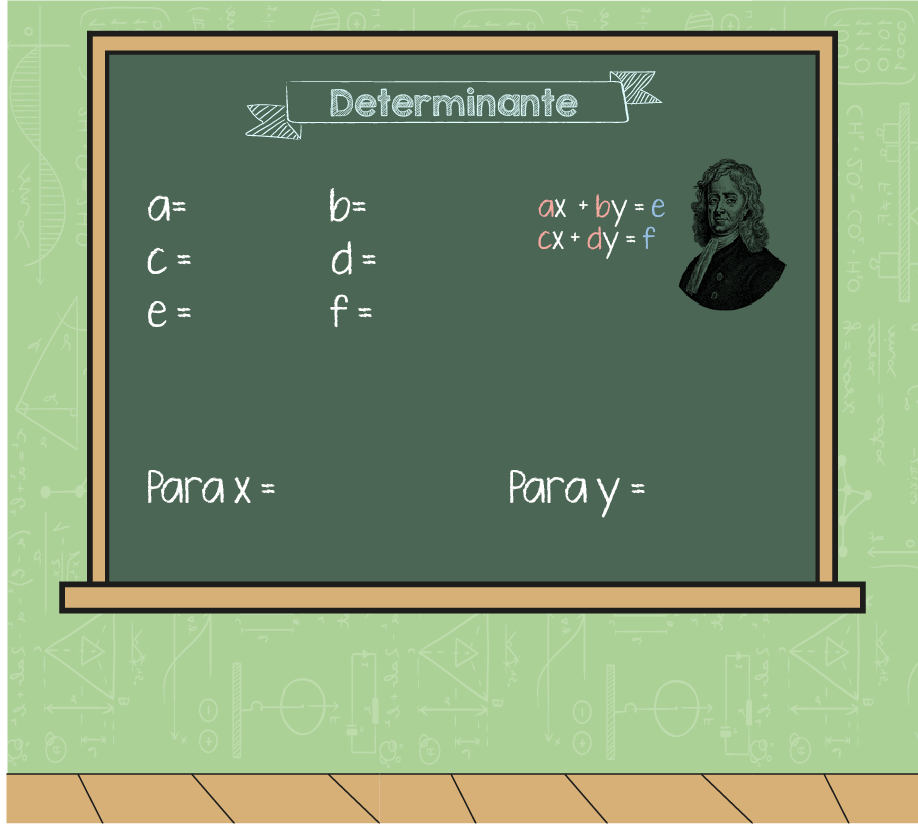 Determinante
a= b=
c = d =
e = f =
ax + by = e
cx + dy = f
Para x = Para y =